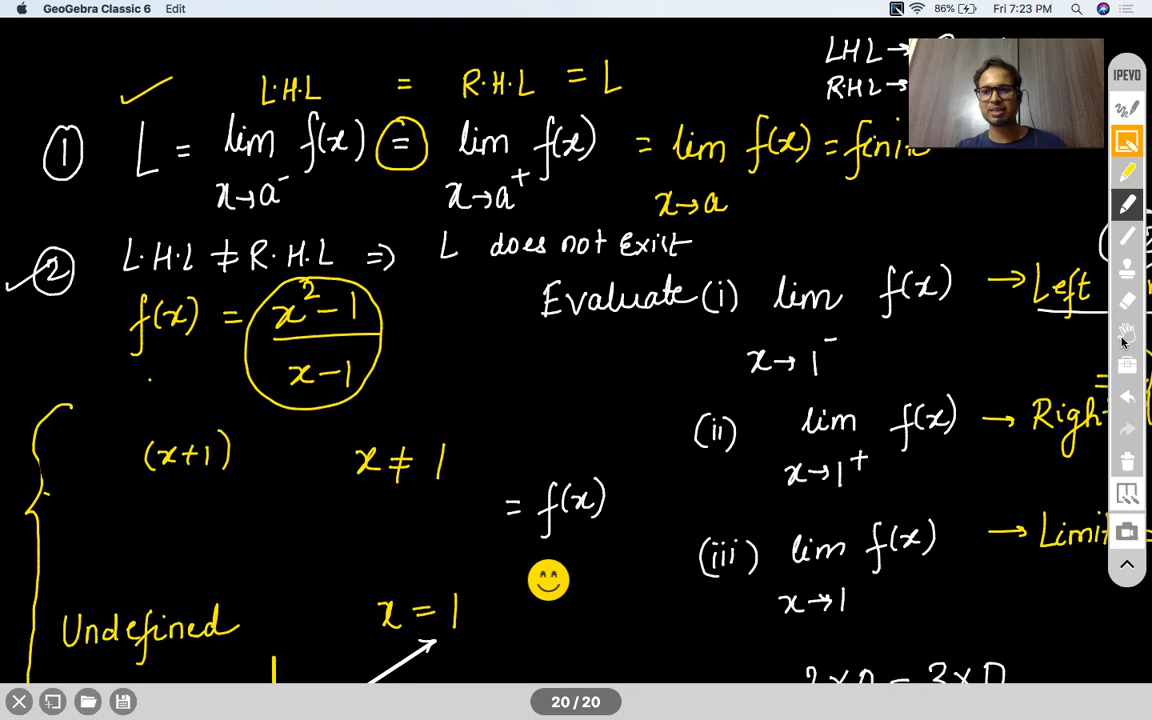 GeoGebra Classic 6 Edit 86% Fri 7:23 PM
LHL →
RHL →
IPEVO
L.H.L = R.H.L = L
① L = lim f(x) = lim f(x) = lim f(x) =
x→a⁻ x→a⁺ x→a
② L.H.L ≠ R.H.L ⇒ L does not Exist
f(x) = x² - 1
x - 1
Evaluate (i) lim f(x) → Left
x→1⁻
(ii) lim f(x) → Righ
x→1⁺
(x+1) x ≠ 1
= f(x)
(iii) lim f(x) → Limit =
x→1
Undefined x = 1
20 / 20